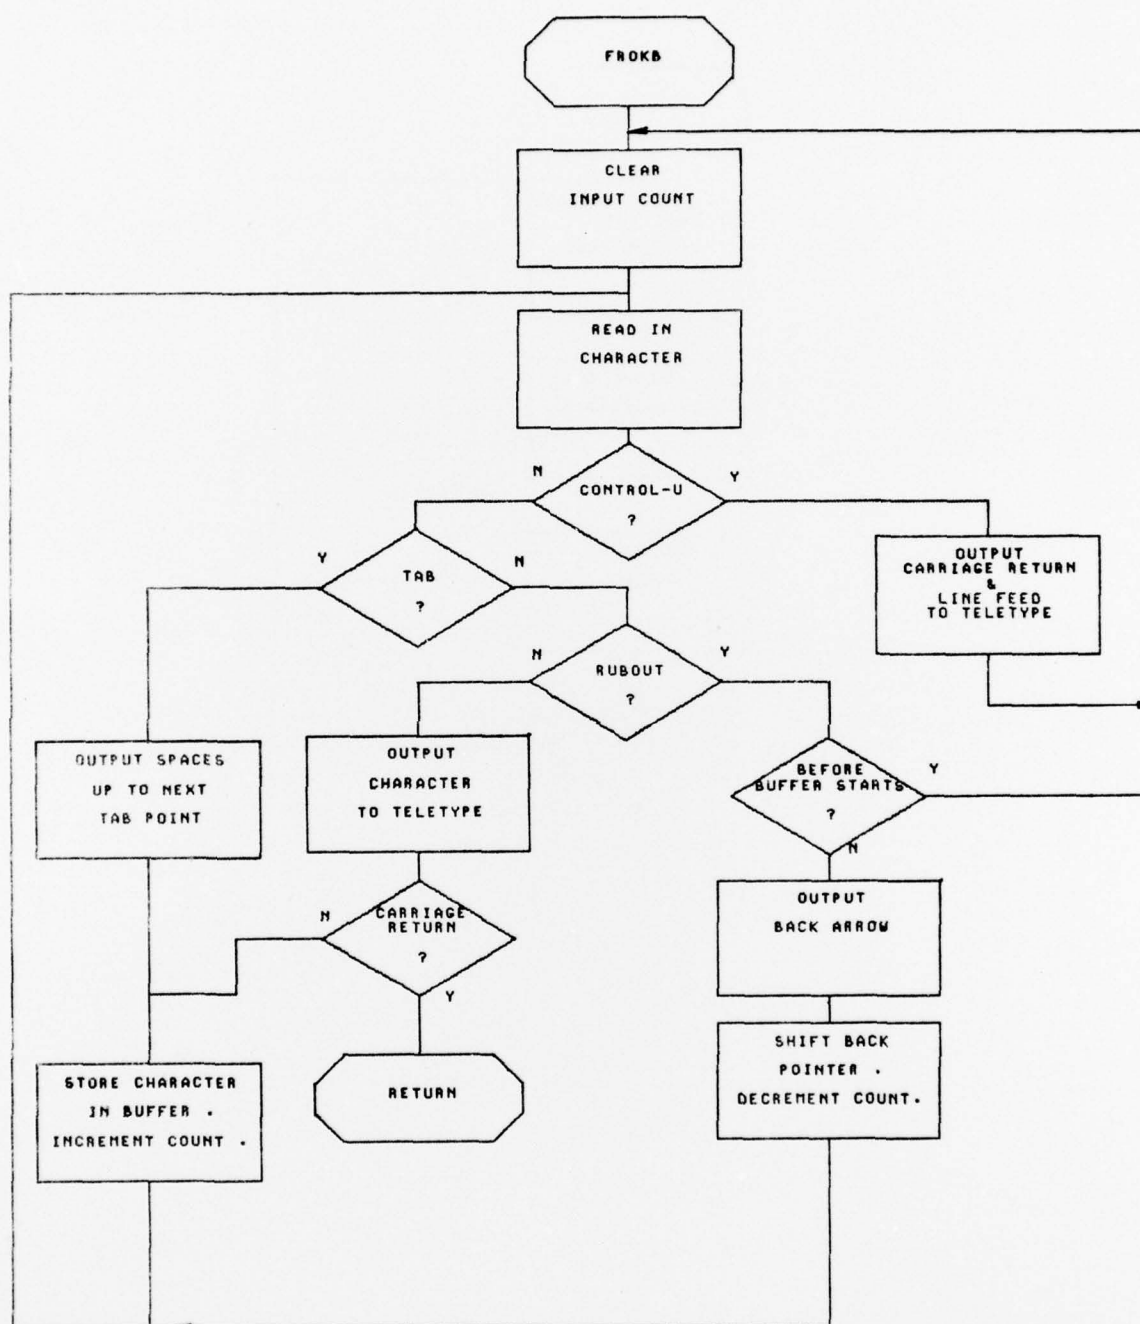 FROKB
CLEAR
INPUT COUNT
READ IN
CHARACTER
N
CONTROL-U
?
Y
OUTPUT
CARRIAGE RETURN
&
LINE FEED
TO TELETYPE
Y
TAB
?
N
N
RUBOUT
?
Y
OUTPUT SPACES
UP TO NEXT
TAB POINT
OUTPUT
CHARACTER
TO TELETYPE
BEFORE
BUFFER STARTS
?
Y
N
N
CARRIAGE
RETURN
?
Y
OUTPUT
BACK ARROW
STORE CHARACTER
IN BUFFER .
INCREMENT COUNT .
RETURN
SHIFT BACK
POINTER .
DECREMENT COUNT.